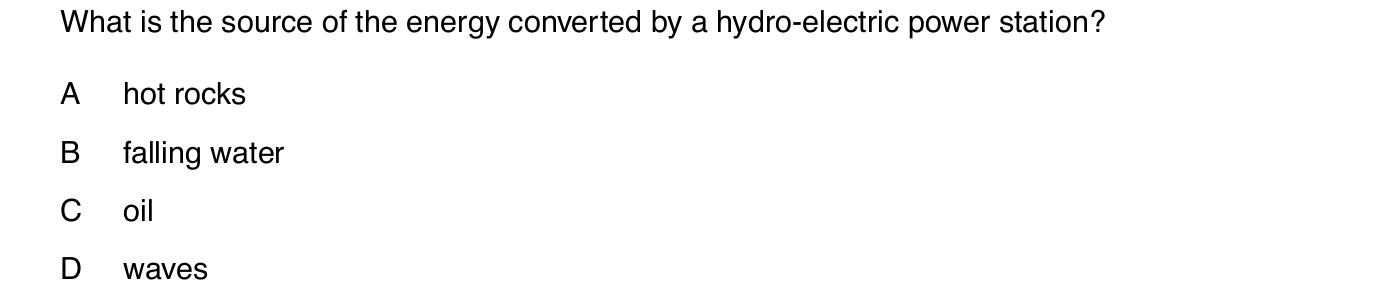 What is the source of the energy converted by a hydro-electric power station?
A hot rocks
B falling water
C oil
D waves